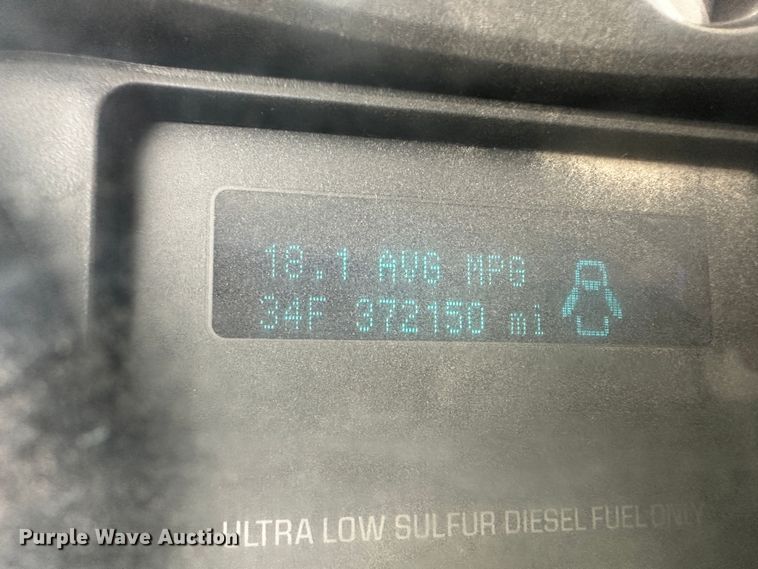 18.1 AVG MPG
34F 372150 mi
ULTRA LOW SULFUR DIESEL FUEL ONLY
Purple Wave Auction